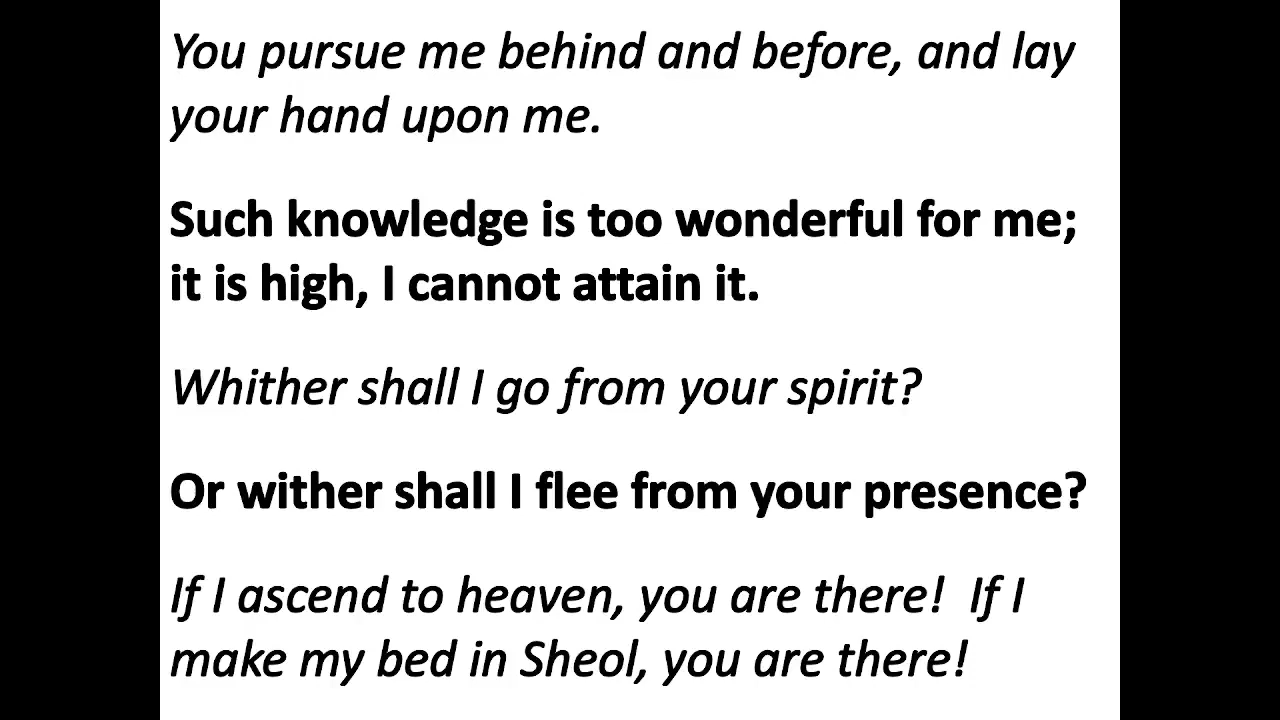 You pursue me behind and before, and lay
your hand upon me.
Such knowledge is too wonderful for me;
it is high, I cannot attain it.
Whither shall I go from your spirit?
Or wither shall I flee from your presence?
If I ascend to heaven, you are there!  If I
make my bed in Sheol, you are there!